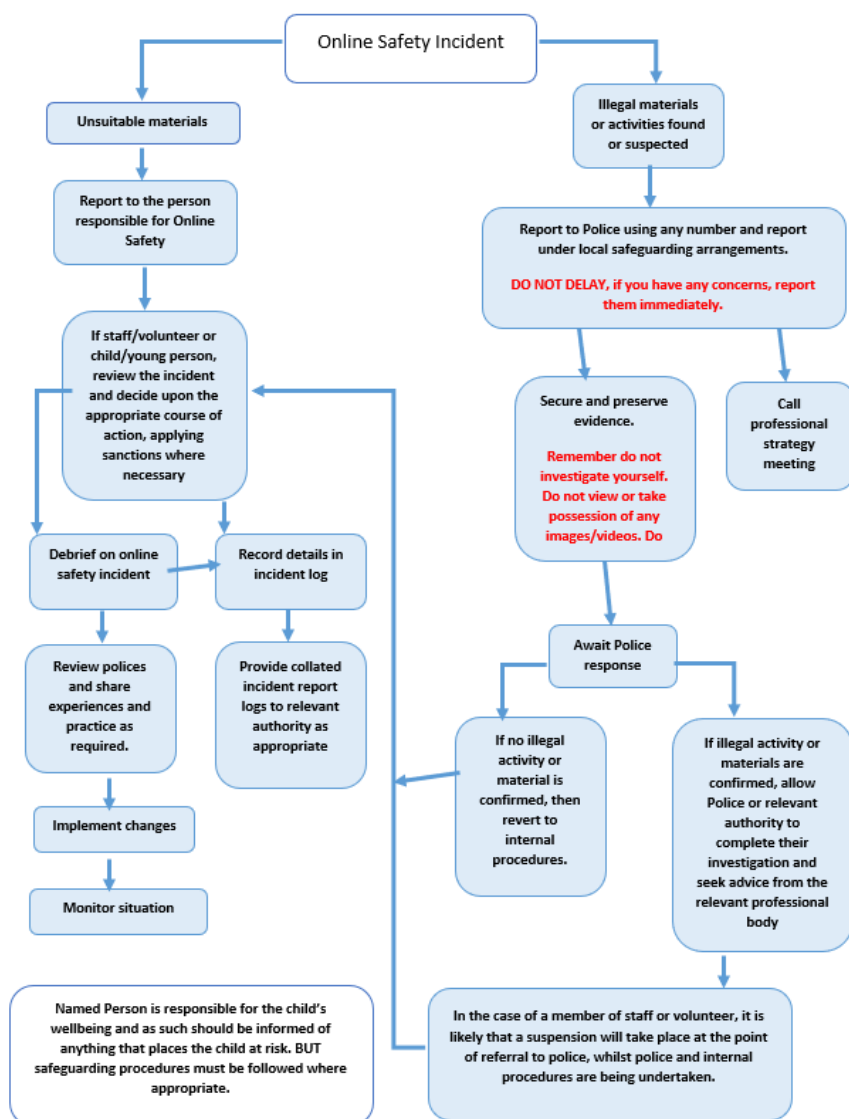 Online Safety Incident
Unsuitable materials
Illegal materials
or activities found
or suspected
Report to the person
responsible for Online
Safety
Report to Police using any number and report
under local safeguarding arrangements.
DO NOT DELAY, if you have any concerns, report
them immediately.
If staff/volunteer or
child/young person,
review the incident
and decide upon the
appropriate course of
action, applying
sanctions where
necessary
Secure and preserve
evidence.
Remember do not
investigate yourself.
Do not view or take
possession of any
images/videos. Do
Call
professional
strategy
meeting
Debrief on online
safety incident
Record details in
incident log
Review polices
and share
experiences and
practice as
required.
Provide collated
incident report
logs to relevant
authority as
appropriate
Implement changes
Monitor situation
Await Police
response
If no illegal
activity or
material is
confirmed, then
revert to
internal
procedures.
If illegal activity or
materials are
confirmed, allow
Police or relevant
authority to
complete their
investigation and
seek advice from the
relevant professional
body
Named Person is responsible for the child's
wellbeing and as such should be informed of
anything that places the child at risk. BUT
safeguarding procedures must be followed where
appropriate.
In the case of a member of staff or volunteer, it is
likely that a suspension will take place at the point
of referral to police, whilst police and internal
procedures are being undertaken.